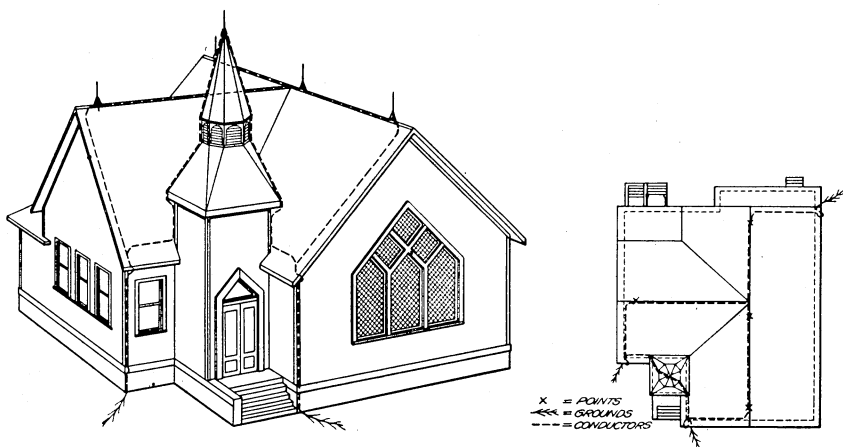 x = POINTS
= GROUNDS
= CONDUCTORS